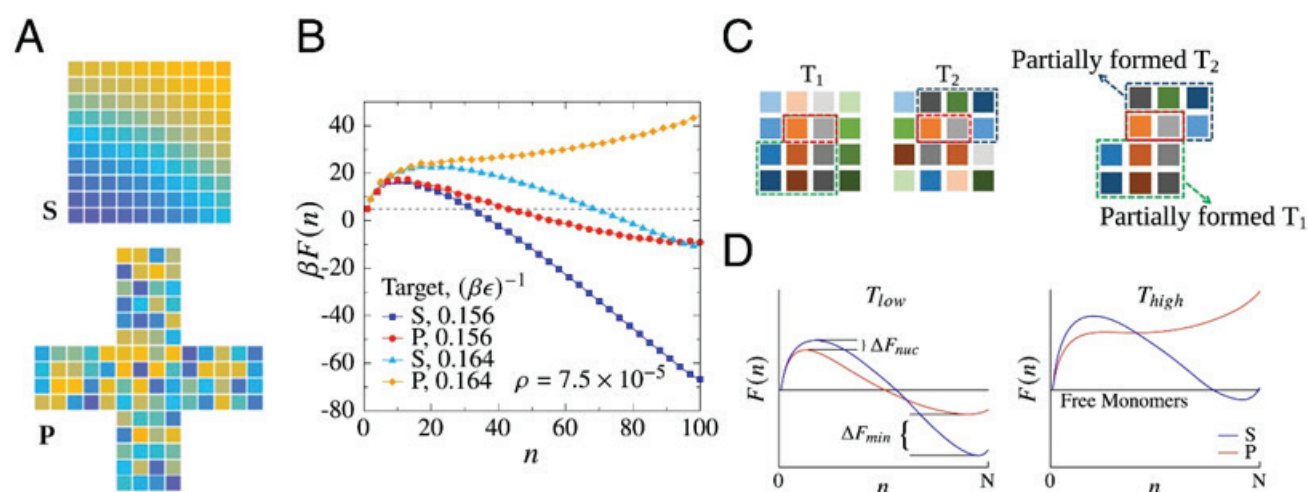 A
S
P
B
βF(n)
40
20
0
-20
-40
-60
-80
Target, (βϵ)⁻¹
S, 0.156
P, 0.156
S, 0.164
P, 0.164
ρ = 7.5 × 10⁻⁵
0 20 40 60 80 100
n
C
T₁
T₂
Partially formed T₂
Partially formed T₁
D
T_low
F(n)
ΔF_nuc
ΔF_min
0
n
N
T_high
F(n)
Free Monomers
S
P
0
n
N